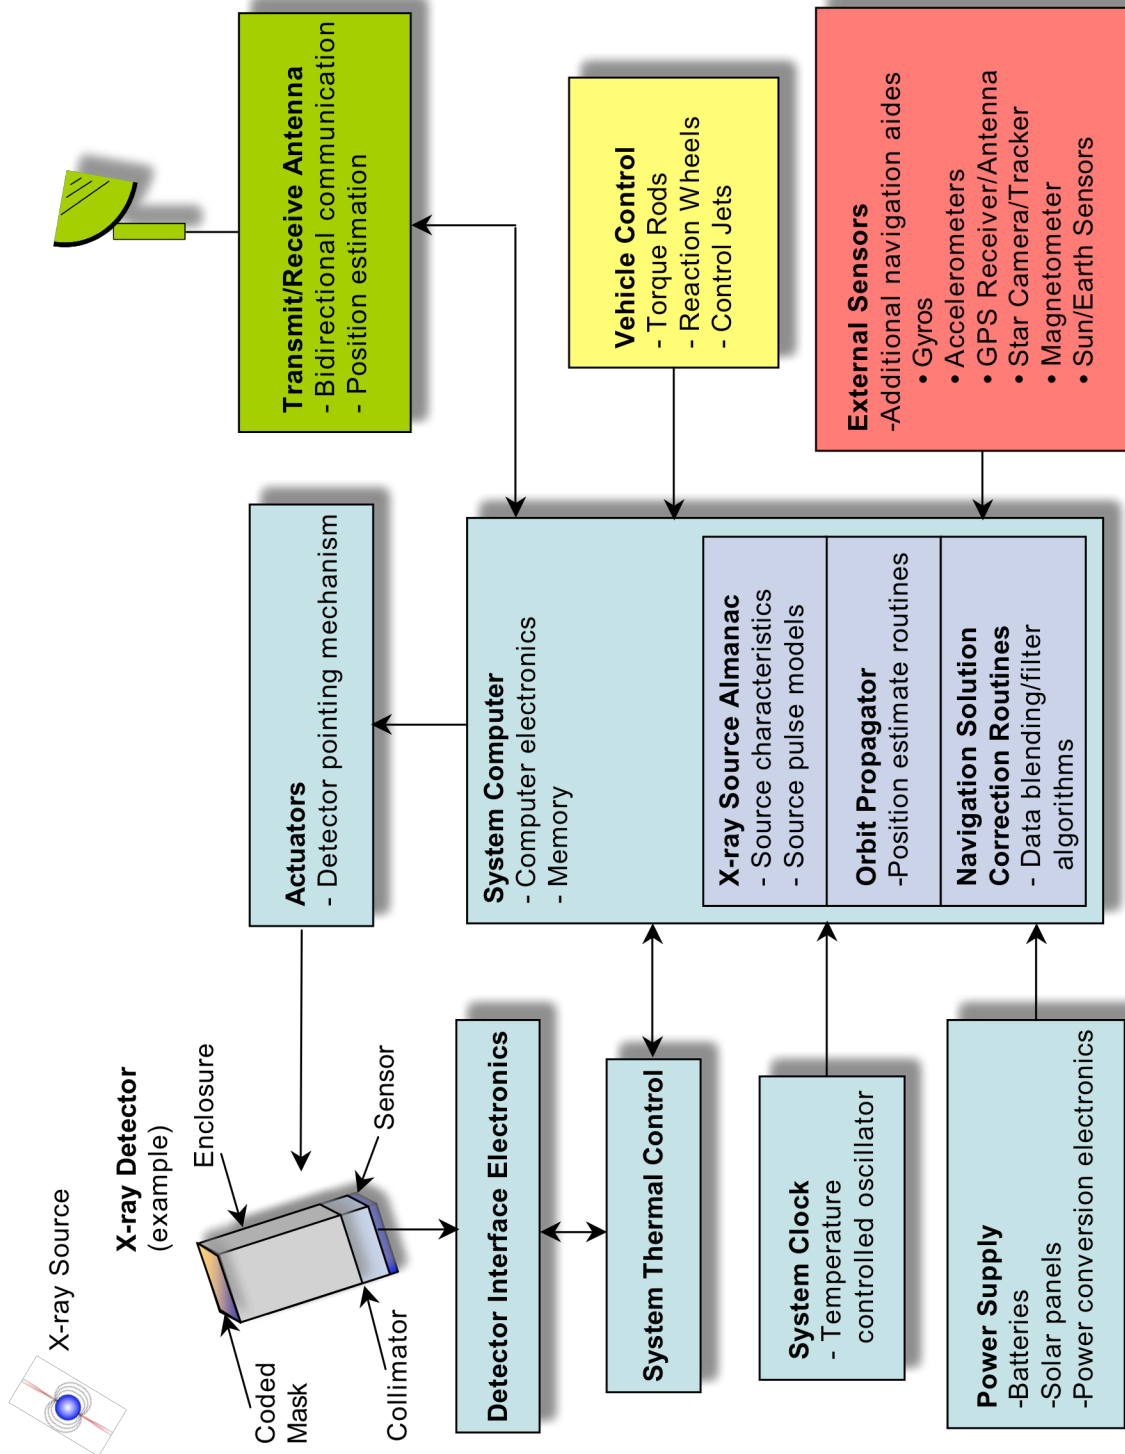 X-ray Source
X-ray Detector
(example)
Enclosure
Coded
Mask
Collimator
Sensor
Actuators
- Detector pointing mechanism
Transmit/Receive Antenna
- Bidirectional communication
- Position estimation
Detector Interface Electronics
System Thermal Control
System Clock
- Temperature
controlled oscillator
Power Supply
-Batteries
-Solar panels
-Power conversion electronics
System Computer
- Computer electronics
- Memory
X-ray Source Almanac
- Source characteristics
- Source pulse models
Orbit Propagator
-Position estimate routines
Navigation Solution
Correction Routines
- Data blending/filter
algorithms
Vehicle Control
- Torque Rods
- Reaction Wheels
- Control Jets
External Sensors
-Additional navigation aides
• Gyros
• Accelerometers
• GPS Receiver/Antenna
• Star Camera/Tracker
• Magnetometer
• Sun/Earth Sensors